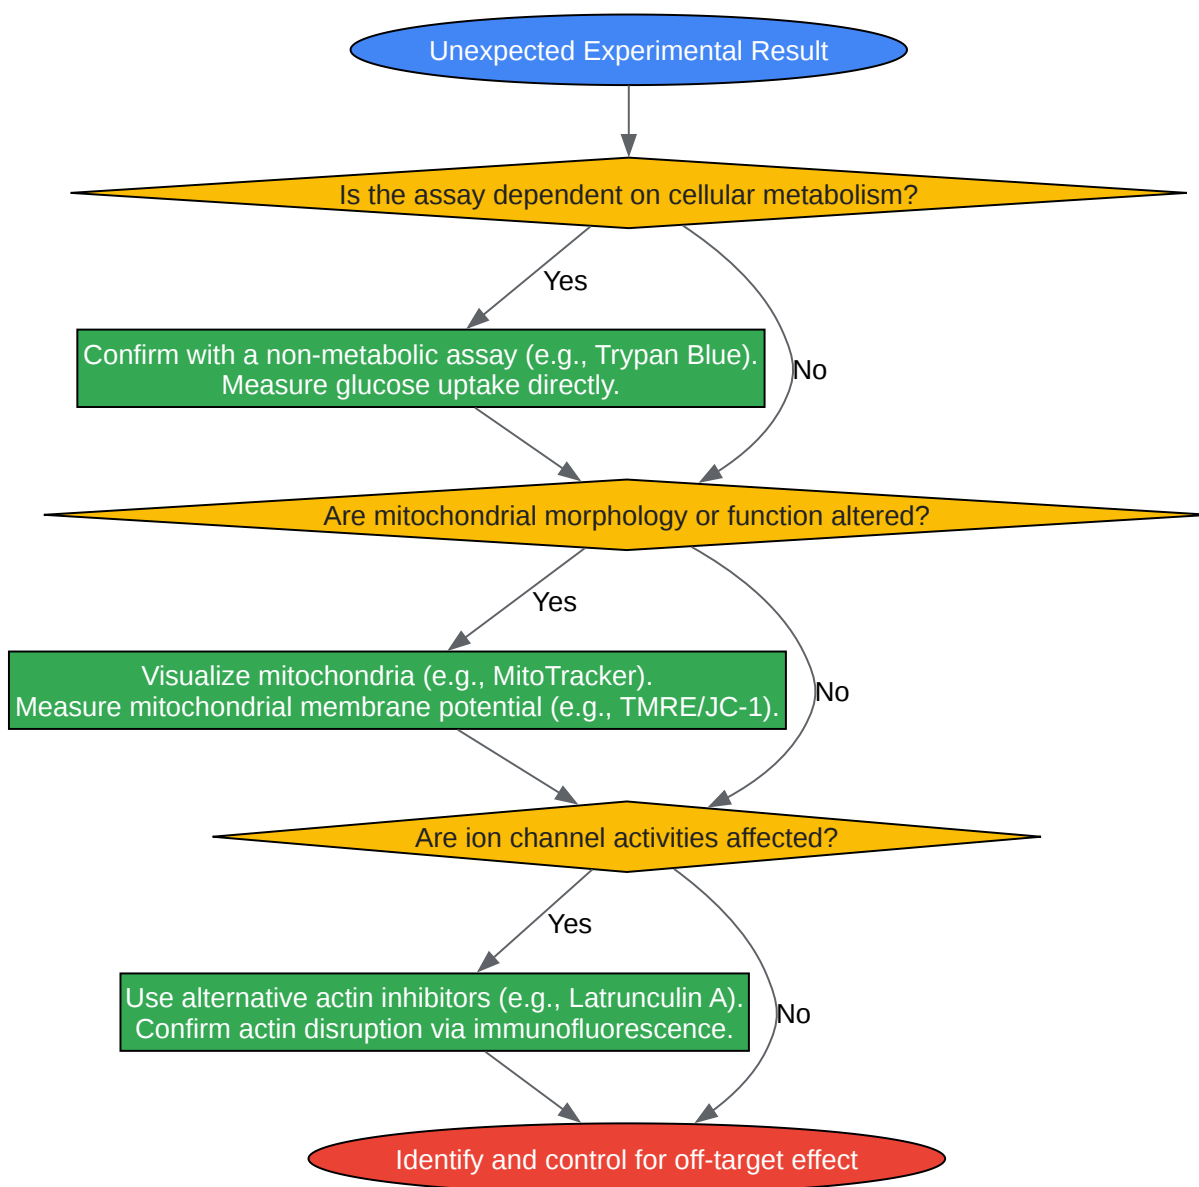 Unexpected Experimental Result
Is the assay dependent on cellular metabolism?
Yes
Confirm with a non-metabolic assay (e.g., Trypan Blue).
Measure glucose uptake directly.
No
Are mitochondrial morphology or function altered?
Yes
Visualize mitochondria (e.g., MitoTracker).
Measure mitochondrial membrane potential (e.g., TMRE/JC-1).
No
Are ion channel activities affected?
Yes
Use alternative actin inhibitors (e.g., Latrunculin A).
Confirm actin disruption via immunofluorescence.
No
Identify and control for off-target effect